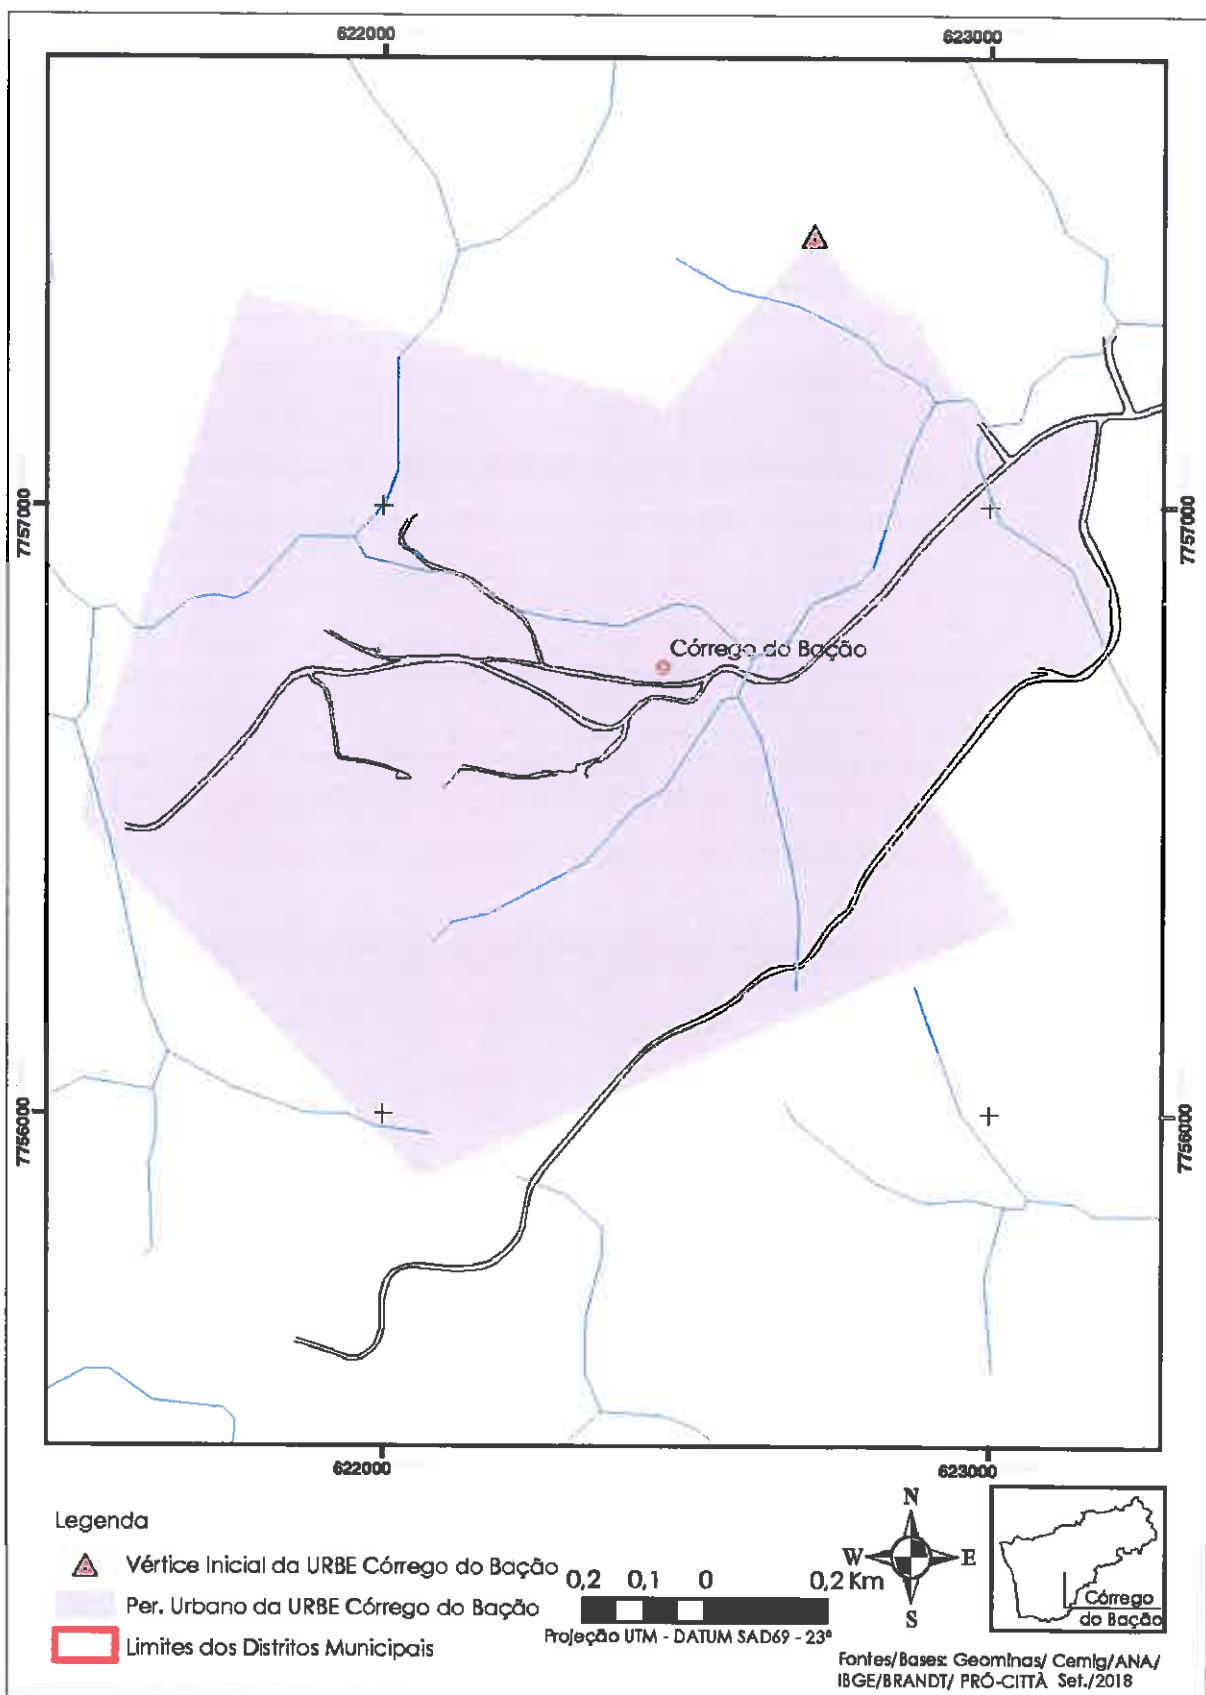 622000 623000
7757000 7757000
Córrego do Bação
7756000 7756000
622000 623000
Legenda
Vértice Inicial da URBE Córrego do Bação
Per. Urbano da URBE Córrego do Bação
Limites dos Distritos Municipais
0,2 0,1 0 0,2 Km
Projeção UTM - DATUM SAD69 - 23ª
N
W E
S
Córrego
do Bação
Fontes/Bases: Geominas/ Cemig/ANA/
IBGE/BRANDT/ PRÓ-CITTÀ Set./2018